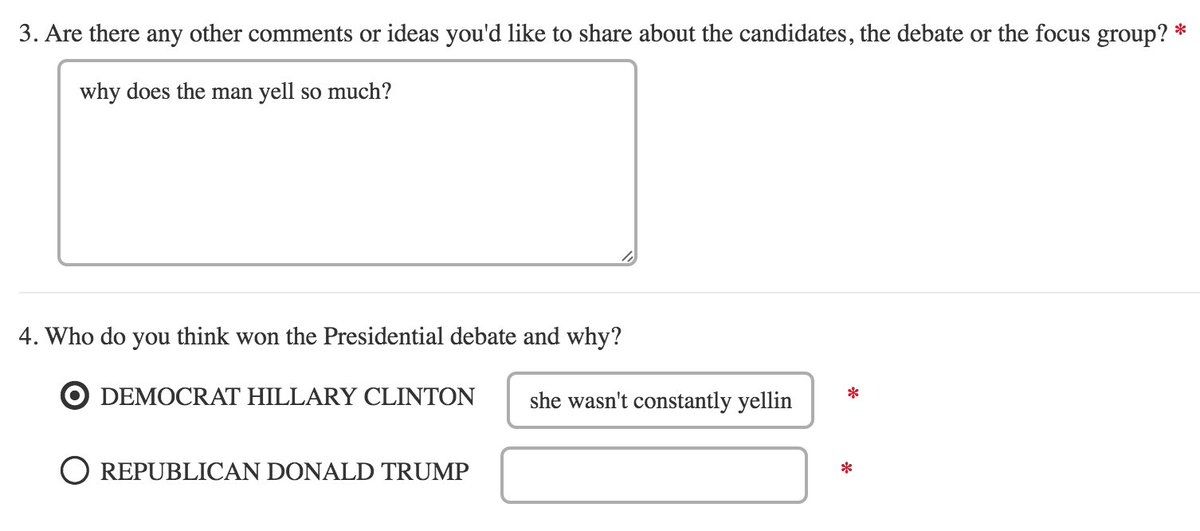 3. Are there any other comments or ideas you'd like to share about the candidates, the debate or the focus group? *
why does the man yell so much?
4. Who do you think won the Presidential debate and why?
DEMOCRAT HILLARY CLINTON she wasn't constantly yellin *
REPUBLICAN DONALD TRUMP *